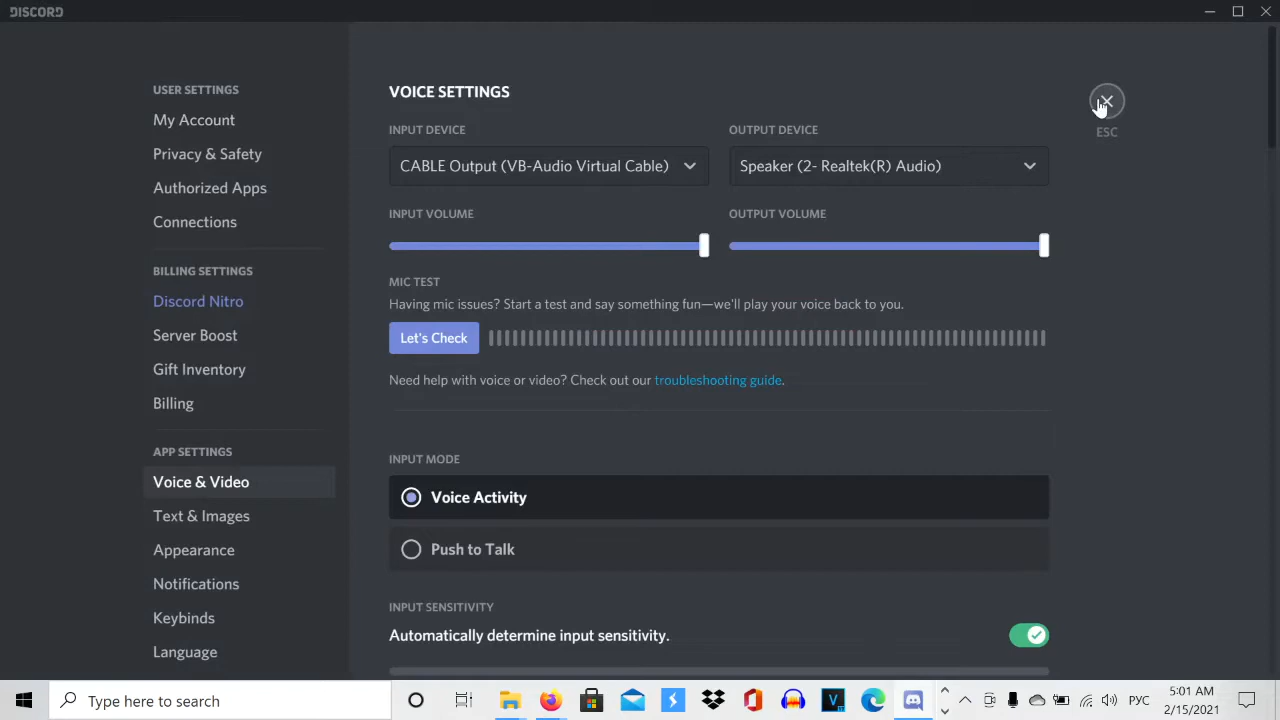 DISCORD
USER SETTINGS
My Account
Privacy & Safety
Authorized Apps
Connections
BILLING SETTINGS
Discord Nitro
Server Boost
Gift Inventory
Billing
APP SETTINGS
Voice & Video
Text & Images
Appearance
Notifications
Keybinds
Language
VOICE SETTINGS
ESC
INPUT DEVICE
OUTPUT DEVICE
CABLE Output (VB-Audio Virtual Cable)
Speaker (2- Realtek(R) Audio)
INPUT VOLUME
OUTPUT VOLUME
MIC TEST
Having mic issues? Start a test and say something fun—we'll play your voice back to you.
Let's Check
Need help with voice or video? Check out our troubleshooting guide.
INPUT MODE
Voice Activity
Push to Talk
INPUT SENSITIVITY
Automatically determine input sensitivity.
Type here to search
V
РУС
5:01 AM
2/15/2021